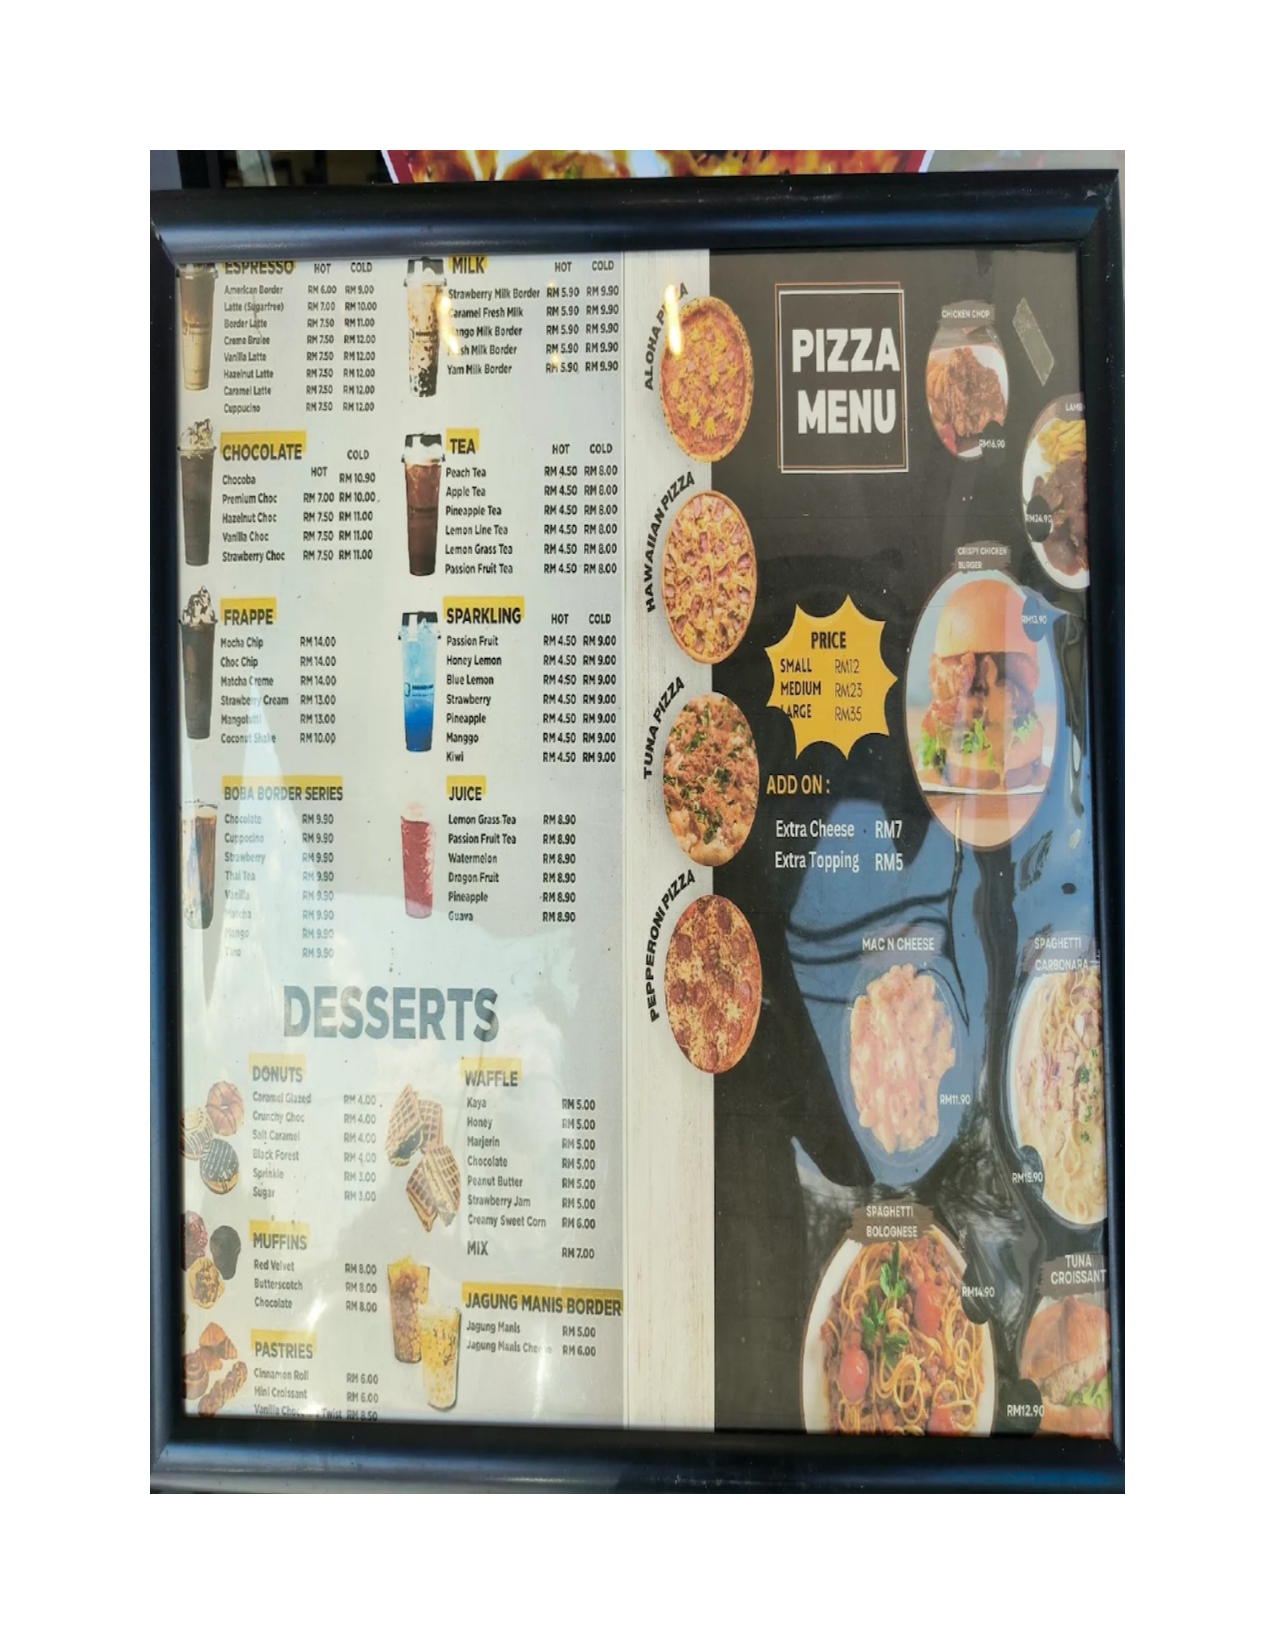 ESPRESSO HOT COLD
American Border RM 6.00 RM 9.00
Latte (Sugarfree) RM 7.00 RM 10.00
Border Latte RM 7.50 RM 11.00
Creme Brulee RM 7.50 RM 12.00
Vanilla Latte RM 7.50 RM 12.00
Hazelnut Latte RM 7.50 RM 12.00
Caramel Latte RM 7.50 RM 12.00
Cuppucino RM 7.50 RM 12.00
CHOCOLATE HOT COLD
Chocoba RM 10.90
Premium Choc RM 7.00 RM 10.00
Hazelnut Choc RM 7.50 RM 11.00
Vanilla Choc RM 7.50 RM 11.00
Strawberry Choc RM 7.50 RM 11.00
FRAPPE
Mocha Chip RM 14.00
Choc Chip RM 14.00
Matcha Creme RM 14.00
Strawberry Cream RM 13.00
RM 13.00
Coconut Shake RM 10.00
BOBA BORDER SERIES
Chocolate RM 9.90
Cuppocino RM 9.90
Strawberry RM 9.90
Thai Tea RM 9.90
Vanilla RM 9.90
Matcha RM 9.90
Mango RM 9.90
RM 9.90
MILK HOT COLD
Strawberry Milk Border RM 5.90 RM 9.90
Caramel Fresh Milk RM 5.90 RM 9.90
Mango Milk Border RM 5.90 RM 9.90
Milk Border RM 5.90 RM 9.90
Yam Milk Border RM 5.90 RM 9.90
TEA HOT COLD
Peach Tea RM 4.50 RM 8.00
Apple Tea RM 4.50 RM 8.00
Pineapple Tea RM 4.50 RM 8.00
Lemon Line Tea RM 4.50 RM 8.00
Lemon Grass Tea RM 4.50 RM 8.00
Passion Fruit Tea RM 4.50 RM 8.00
SPARKLING HOT COLD
Passion Fruit RM 4.50 RM 9.00
Honey Lemon RM 4.50 RM 9.00
Blue Lemon RM 4.50 RM 9.00
Strawberry RM 4.50 RM 9.00
Pineapple RM 4.50 RM 9.00
Manggo RM 4.50 RM 9.00
Kiwi RM 4.50 RM 9.00
JUICE
Lemon Grass Tea RM 8.90
Passion Fruit Tea RM 8.90
Watermelon RM 8.90
Dragon Fruit RM 8.90
Pineapple RM 8.90
Guava RM 8.90
DESSERTS
DONUTS
Caramel Glazed RM 4.00
Crunchy Choc RM 4.00
Salt Caramel RM 4.00
Black Forest RM 4.00
Sprinkle RM 3.00
Sugar RM 3.00
MUFFINS
Red Velvet RM 8.00
Butterscotch RM 8.00
Chocolate RM 8.00
PASTRIES
Cinnamon Roll RM 6.00
Mini Croissant RM 6.00
Vanilla Twist RM 8.50
WAFFLE
Kaya RM 5.00
Honey RM 5.00
Marjerin RM 5.00
Chocolate RM 5.00
Peanut Butter RM 5.00
Strawberry Jam RM 5.00
Creamy Sweet Corn RM 6.00
MIX RM 7.00
JAGUNG MANIS BORDER
Jagung Manis RM 5.00
Jagung Manis RM 6.00
ALOHA PIZZA
HAWAIIAN PIZZA
TUNA PIZZA
PEPPERONI PIZZA
PIZZA
MENU
PRICE
SMALL RM12
MEDIUM RM23
LARGE RM35
ADD ON :
Extra Cheese RM7
Extra Topping RM5
CHICKEN CHOP
RM16.90
LAMB
RM24.90
CRISPY CHICKEN
BURGER
RM13.90
MAC N CHEESE
RM11.90
SPAGHETTI
CARBONARA
RM15.90
SPAGHETTI
BOLOGNESE
RM14.90
TUNA
CROISSANT
RM12.90